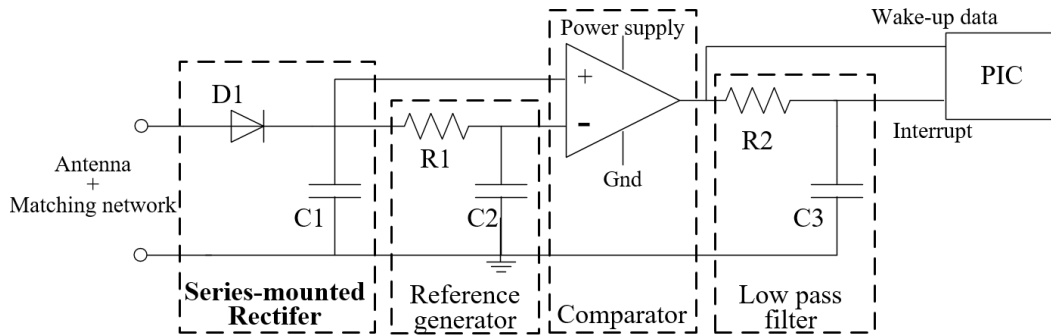 Wake-up data
Power supply
PIC
D1
+
R1
-
R2
Interrupt
Antenna
+
Matching network
Gnd
C1
C2
C3
Series-mounted
Rectifer
Reference
generator
Comparator
Low pass
filter